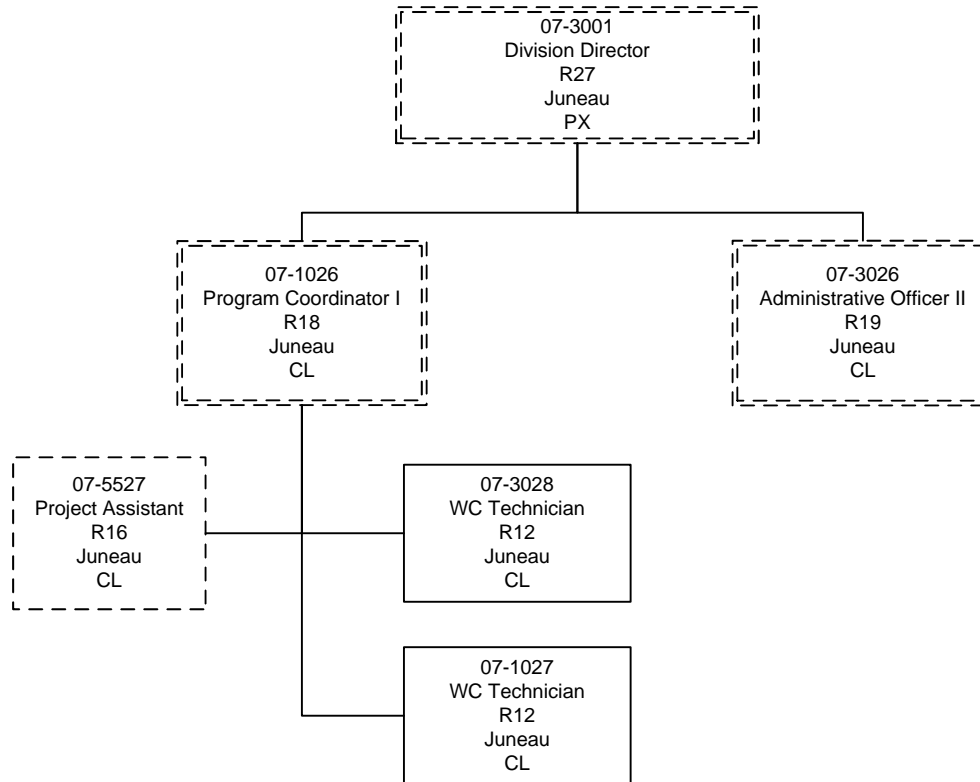 07-3001
Division Director
R27
Juneau
PX
07-1026
Program Coordinator I
R18
Juneau
CL
07-3026
Administrative Officer II
R19
Juneau
CL
07-5527
Project Assistant
R16
Juneau
CL
07-3028
WC Technician
R12
Juneau
CL
07-1027
WC Technician
R12
Juneau
CL